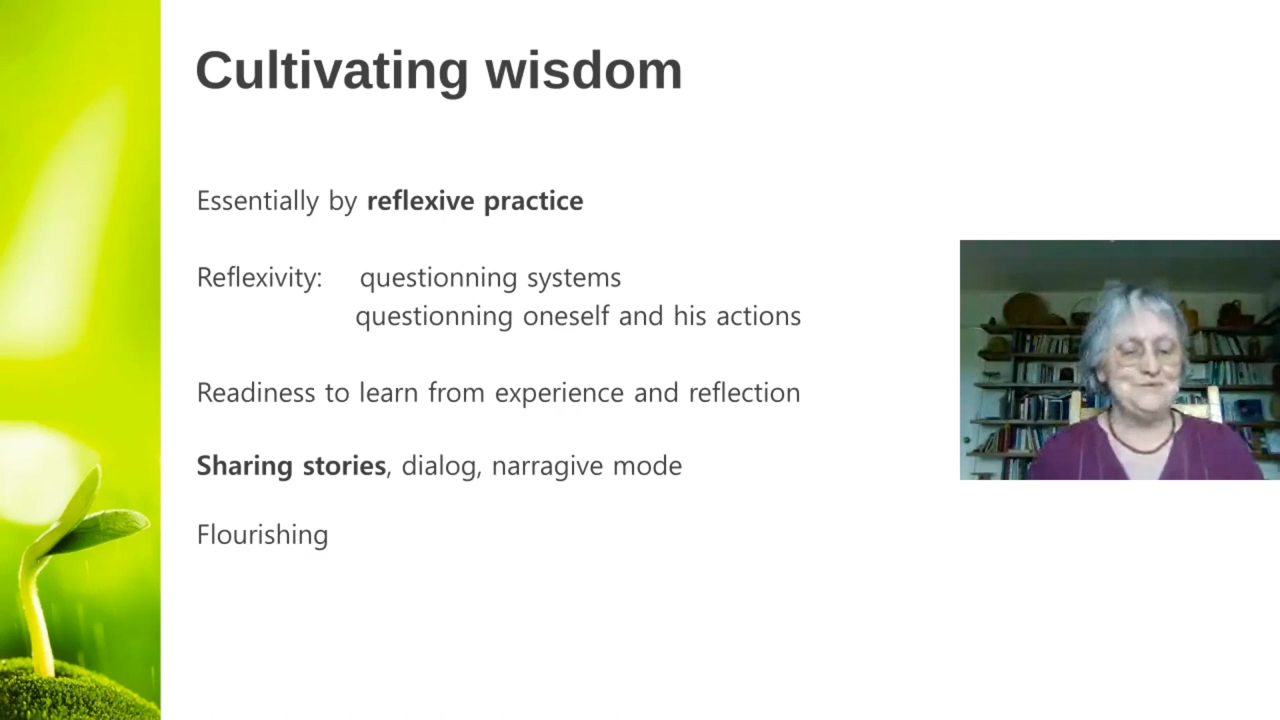 Cultivating wisdom
Essentially by reflexive practice
Reflexivity: questionning systems
questionning oneself and his actions
Readiness to learn from experience and reflection
Sharing stories, dialog, narragive mode
Flourishing